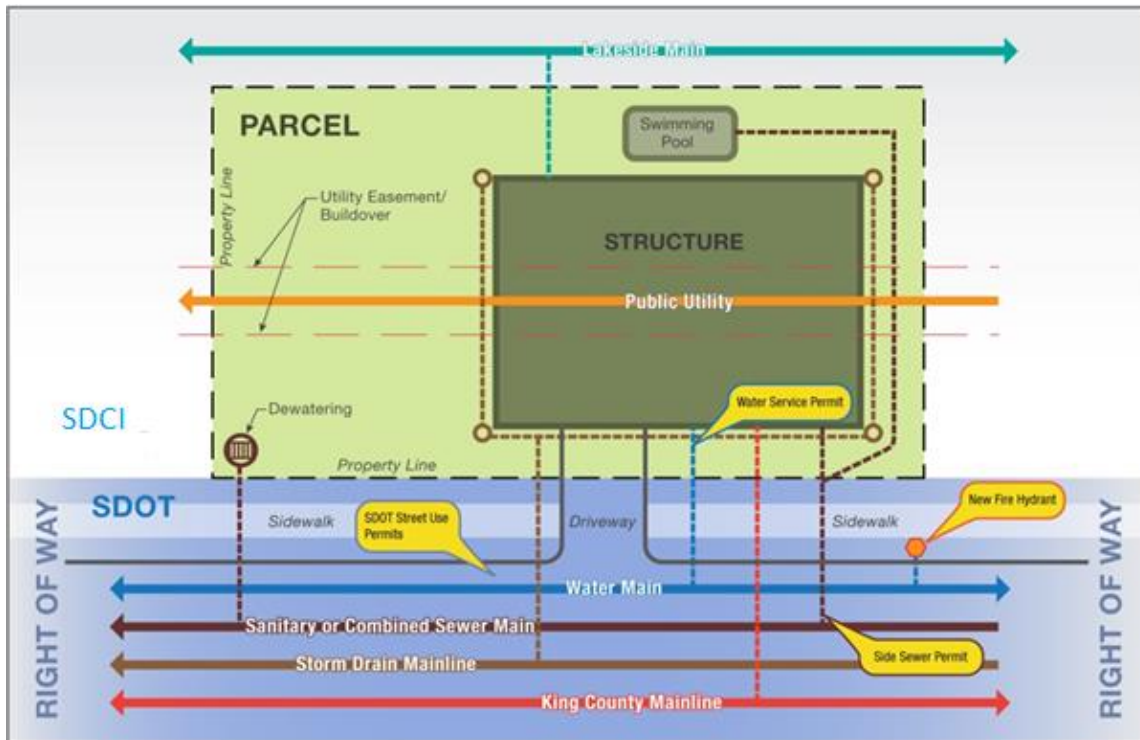 Lakeside Main
PARCEL
Swimming
Pool
Property Line
Utility Easement/
Buildover
STRUCTURE
Public Utility
Water Service Permit
SDCI _
Dewatering
Property Line
SDOT
RIGHT OF WAY
Sidewalk
SDOT Street Use
Permits
Driveway
Sidewalk
New Fire Hydrant
RIGHT OF WAY
Water Main
Sanitary or Combined Sewer Main
Side Sewer Permit
Storm Drain Mainline
King County Mainline